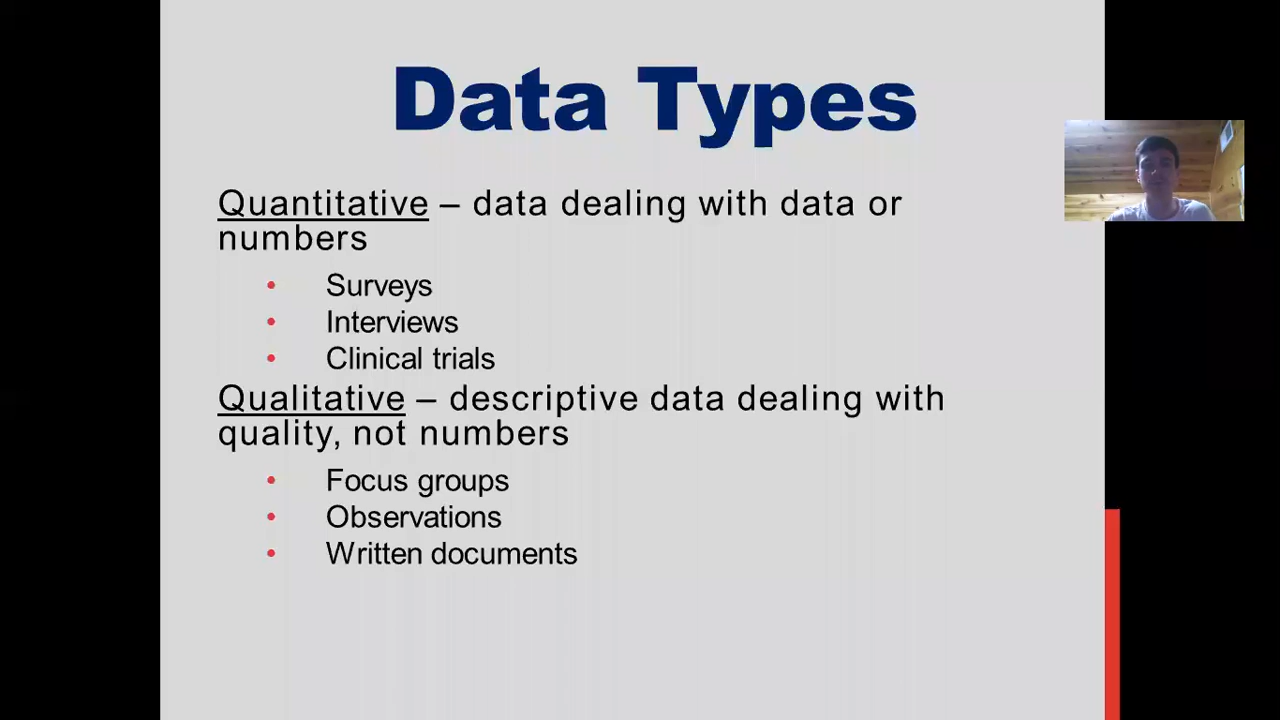 Data Types
Quantitative – data dealing with data or
numbers
• Surveys
• Interviews
• Clinical trials
Qualitative – descriptive data dealing with
quality, not numbers
• Focus groups
• Observations
• Written documents